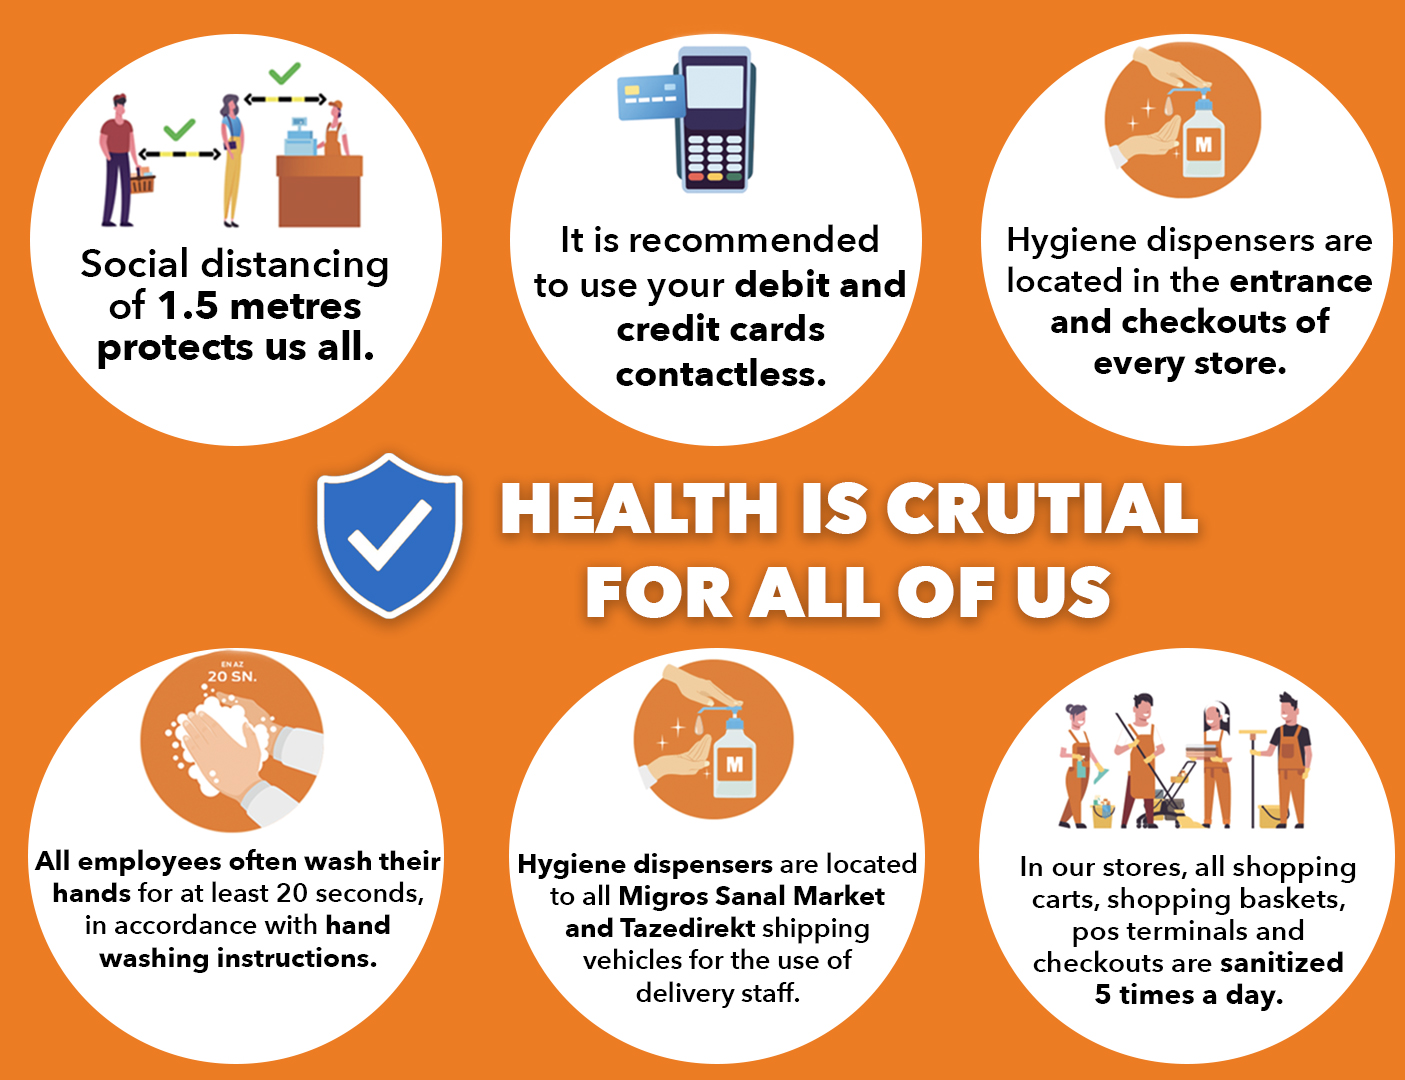 Social distancing
of 1.5 metres
protects us all.
It is recommended
to use your debit and
credit cards
contactless.
M
Hygiene dispensers are
located in the entrance
and checkouts of
every store.
HEALTH IS CRUTIAL
FOR ALL OF US
EN AZ
20 SN.
All employees often wash their
hands for at least 20 seconds,
in accordance with hand
washing instructions.
M
Hygiene dispensers are located
to all Migros Sanal Market
and Tazedirekt shipping
vehicles for the use of
delivery staff.
In our stores, all shopping
carts, shopping baskets,
pos terminals and
checkouts are sanitized
5 times a day.